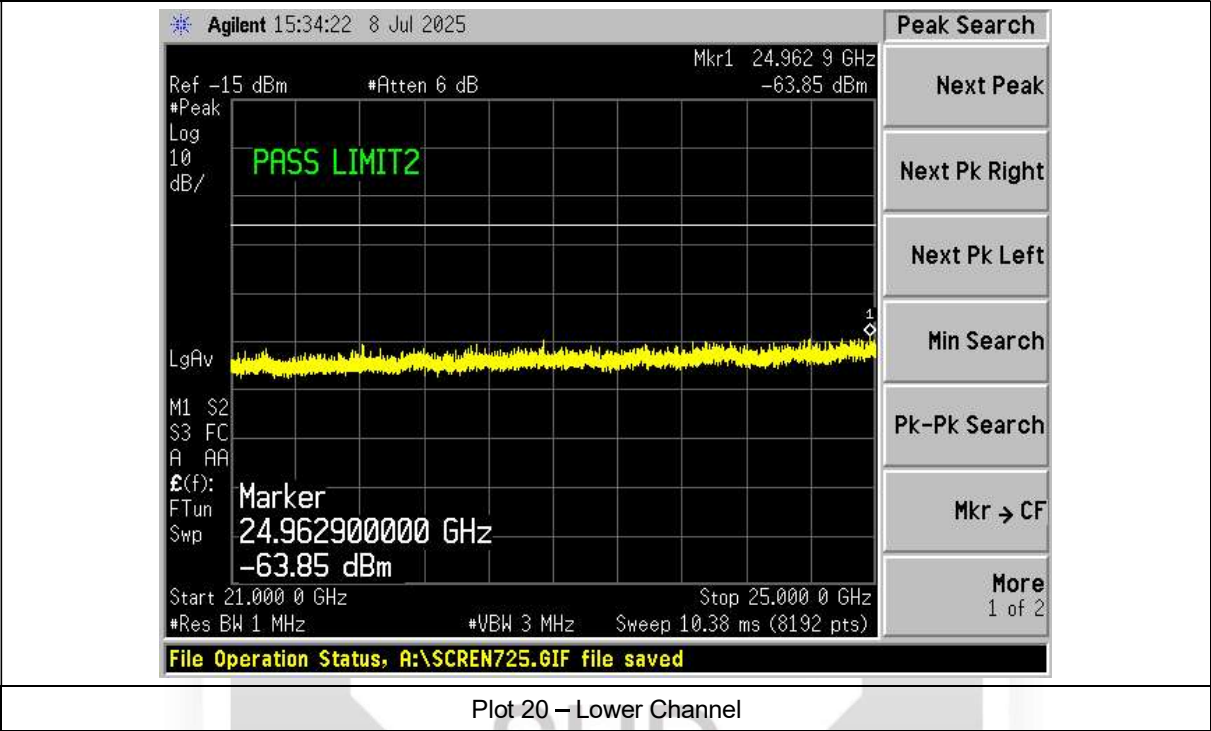 Agilent 15:34:22 8 Jul 2025
Peak Search
Mkr1 24.962 9 GHz
Ref -15 dBm #Atten 6 dB -63.85 dBm
#Peak
Log
10
dB/
PASS LIMIT2
1
LgAv
M1 S2
S3 FC
A AA
£(f):
FTun
Swp
Marker
24.962900000 GHz
-63.85 dBm
Start 21.000 0 GHz Stop 25.000 0 GHz
#Res BW 1 MHz #VBW 3 MHz Sweep 10.38 ms (8192 pts)
Next Peak
Next Pk Right
Next Pk Left
Min Search
Pk-Pk Search
Mkr → CF
More
1 of 2
File Operation Status, A:\SCREN725.GIF file saved
Plot 20 – Lower Channel